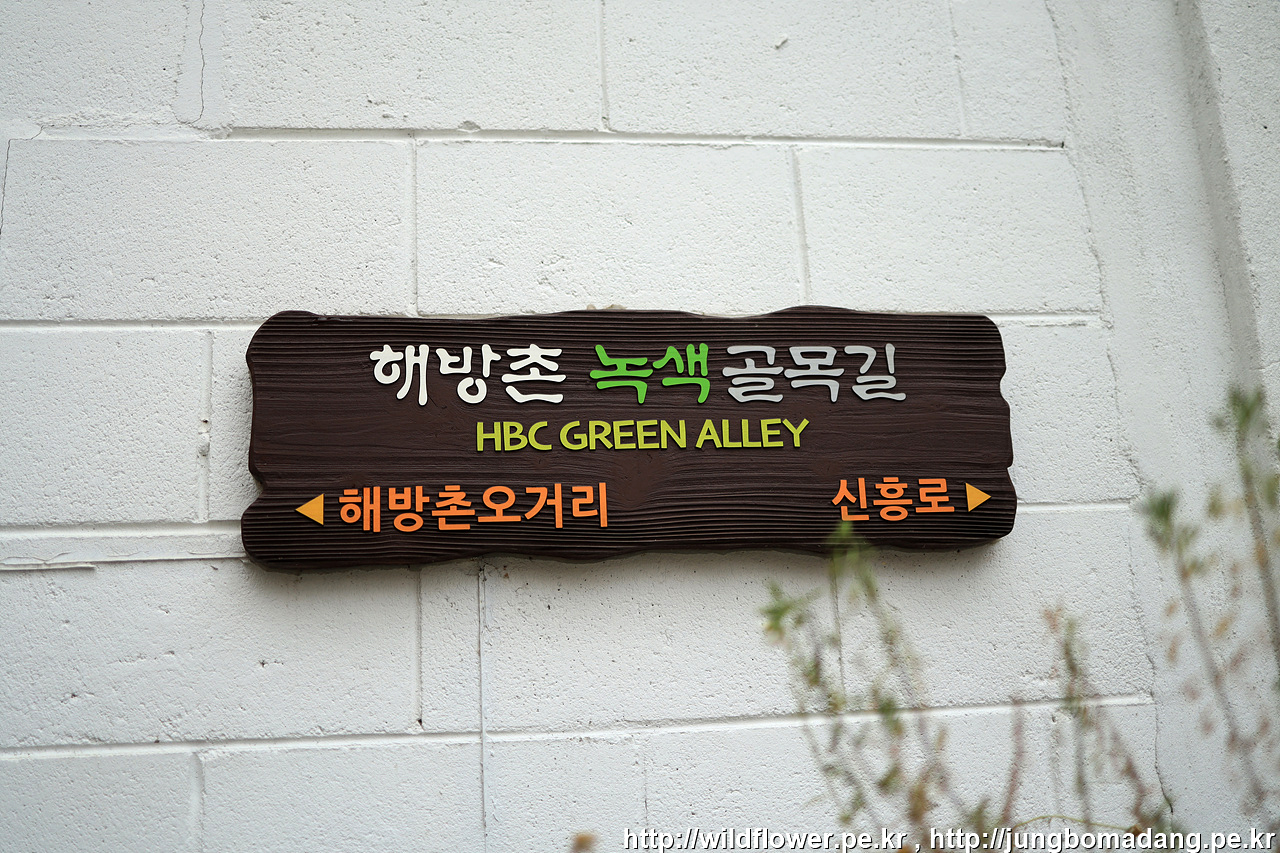 해방촌 녹색 골목길
HBC GREEN ALLEY
◀ 해방촌오거리 신흥로 ▶
http://wildflower.pe.kr , http://jungbomadang.pe.kr